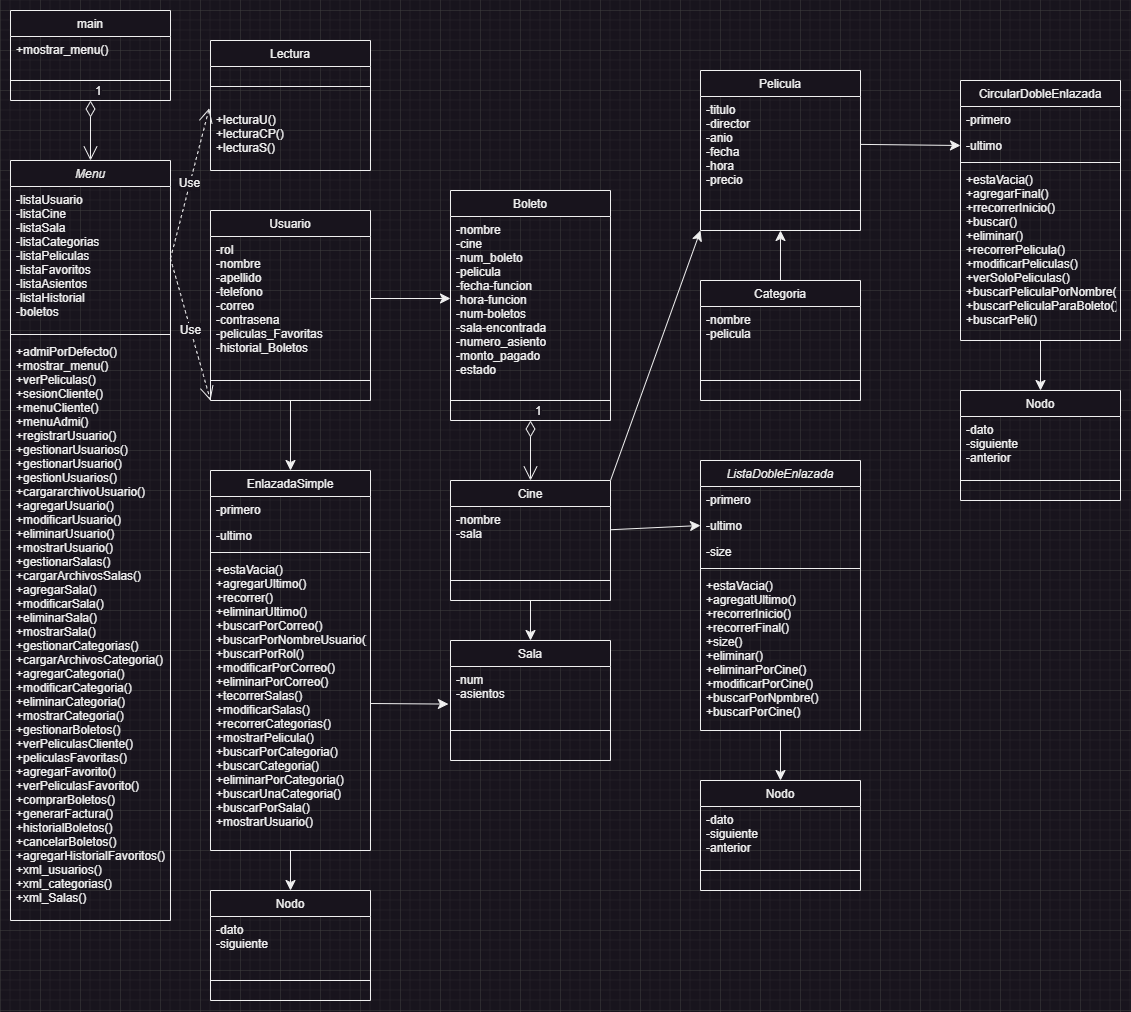 main
+mostrar_menu()
1
Menu
-listaUsuario
-listaCine
-listaSala
-listaCategorias
-listaPeliculas
-listaFavoritos
-listaAsientos
-listaHistorial
-boletos
+admiPorDefecto()
+mostrar_menu()
+verPeliculas()
+sesionCliente()
+menuCliente()
+menuAdmi()
+registrarUsuario()
+gestionarUsuarios()
+gestionarUsuario()
+gestionUsuarios()
+cargararchivoUsuario()
+agregarUsuario()
+modificarUsuario()
+eliminarUsuario()
+mostrarUsuario()
+gestionarSalas()
+cargarArchivosSalas()
+agregarSala()
+modificarSala()
+eliminarSala()
+mostrarSala()
+gestionarCategorias()
+cargarArchivosCategoria()
+agregarCategoria()
+modificarCategoria()
+eliminarCategoria()
+mostrarCategoria()
+gestionarBoletos()
+verPeliculasCliente()
+peliculasFavoritas()
+agregarFavorito()
+verPeliculasFavorito()
+comprarBoletos()
+generarFactura()
+historialBoletos()
+cancelarBoletos()
+agregarHistorialFavoritos()
+xml_usuarios()
+xml_categorias()
+xml_Salas()
Use
Use
Lectura
+lecturaU()
+lecturaCP()
+lecturaS()
Usuario
-rol
-nombre
-apellido
-telefono
-correo
-contrasena
-peliculas_Favoritas
-historial_Boletos
EnlazadaSimple
-primero
-ultimo
+estaVacia()
+agregarUltimo()
+recorrer()
+eliminarUltimo()
+buscarPorCorreo()
+buscarPorNombreUsuario(
+buscarPorRol()
+modificarPorCorreo()
+eliminarPorCorreo()
+tecorrerSalas()
+modificarSalas()
+recorrerCategorias()
+mostrarPelicula()
+buscarPorCategoria()
+buscarCategoria()
+eliminarPorCategoria()
+buscarUnaCategoria()
+buscarPorSala()
+mostrarUsuario()
Nodo
-dato
-siguiente
Boleto
-nombre
-cine
-num_boleto
-pelicula
-fecha-funcion
-hora-funcion
-num-boletos
-sala-encontrada
-numero_asiento
-monto_pagado
-estado
1
Cine
-nombre
-sala
Sala
-num
-asientos
Pelicula
-titulo
-director
-anio
-fecha
-hora
-precio
Categoria
-nombre
-pelicula
ListaDobleEnlazada
-primero
-ultimo
-size
+estaVacia()
+agregatUltimo()
+recorrerInicio()
+recorrerFinal()
+size()
+eliminar()
+eliminarPorCine()
+modificarPorCine()
+buscarPorNpmbre()
+buscarPorCine()
Nodo
-dato
-siguiente
-anterior
CircularDobleEnlazada
-primero
-ultimo
+estaVacia()
+agregarFinal()
+rrecorrerInicio()
+buscar()
+eliminar()
+recorrerPelicula()
+modificarPeliculas()
+verSoloPeliculas()
+buscarPeliculaPorNombre(
+buscarPeliculaParaBoleto()
+buscarPeli()
Nodo
-dato
-siguiente
-anterior